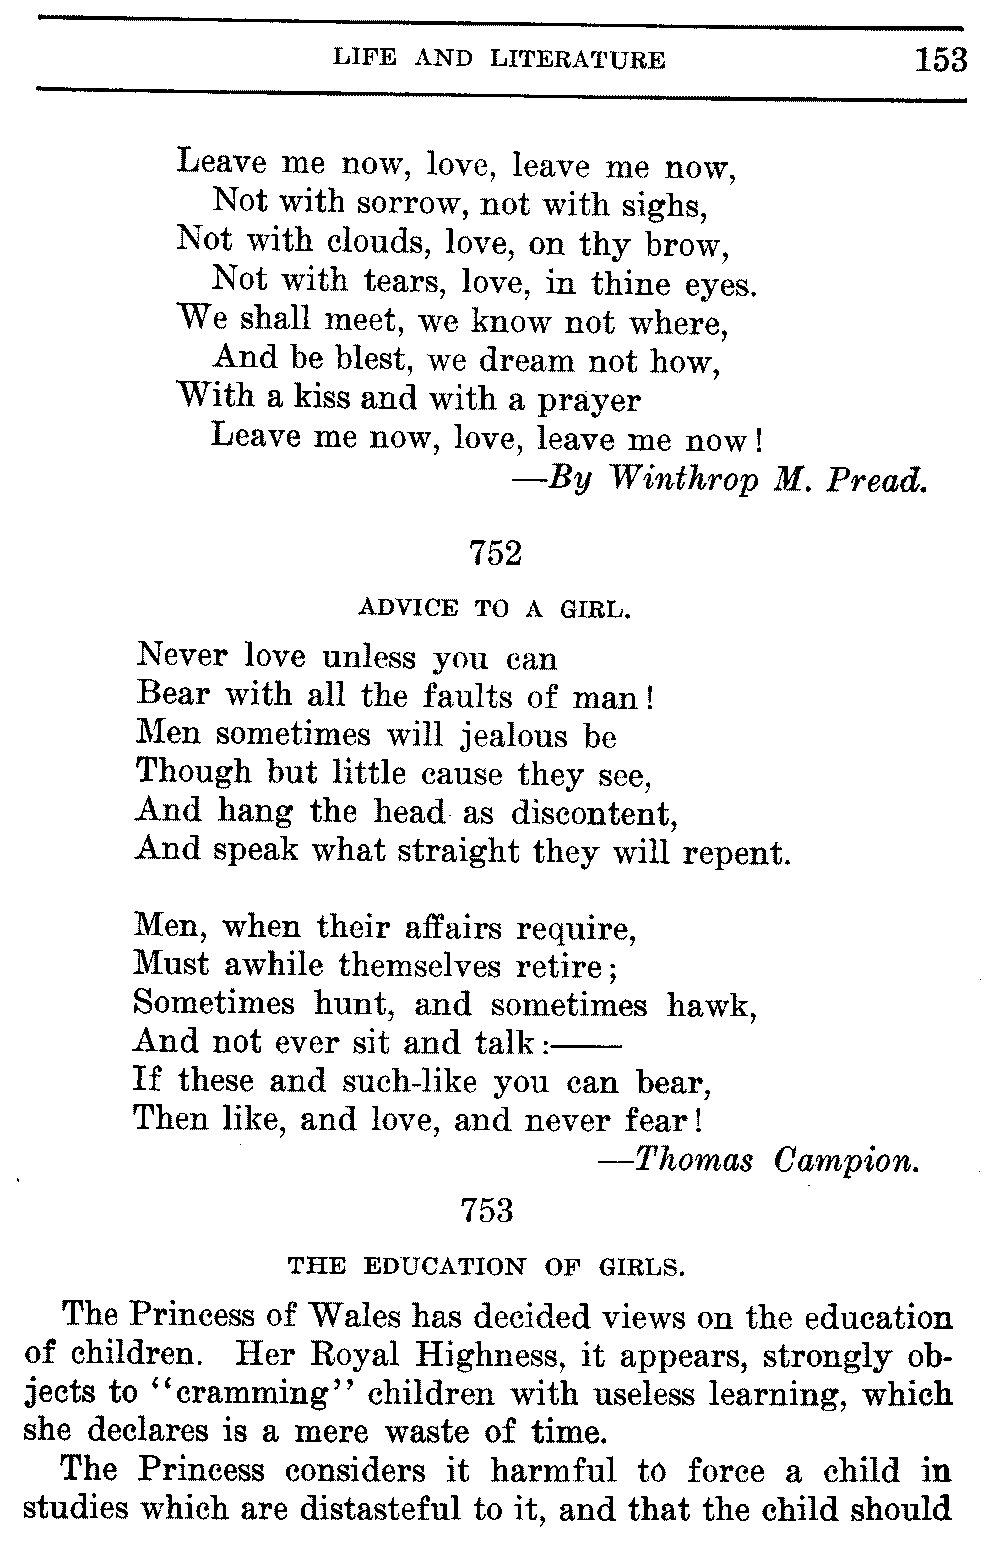 LIFE AND LITERATURE 153
Leave me now, love, leave me now,
Not with sorrow, not with sighs,
Not with clouds, love, on thy brow,
Not with tears, love, in thine eyes.
We shall meet, we know not where,
And be blest, we dream not how,
With a kiss and with a prayer
Leave me now, love, leave me now!
—By Winthrop M. Pread.
752
ADVICE TO A GIRL.
Never love unless you can
Bear with all the faults of man!
Men sometimes will jealous be
Though but little cause they see,
And hang the head as discontent,
And speak what straight they will repent.
Men, when their affairs require,
Must awhile themselves retire;
Sometimes hunt, and sometimes hawk,
And not ever sit and talk:——
If these and such-like you can bear,
Then like, and love, and never fear!
—Thomas Campion.
753
THE EDUCATION OF GIRLS.
The Princess of Wales has decided views on the education
of children. Her Royal Highness, it appears, strongly ob-
jects to "cramming" children with useless learning, which
she declares is a mere waste of time.
The Princess considers it harmful to force a child in
studies which are distasteful to it, and that the child should